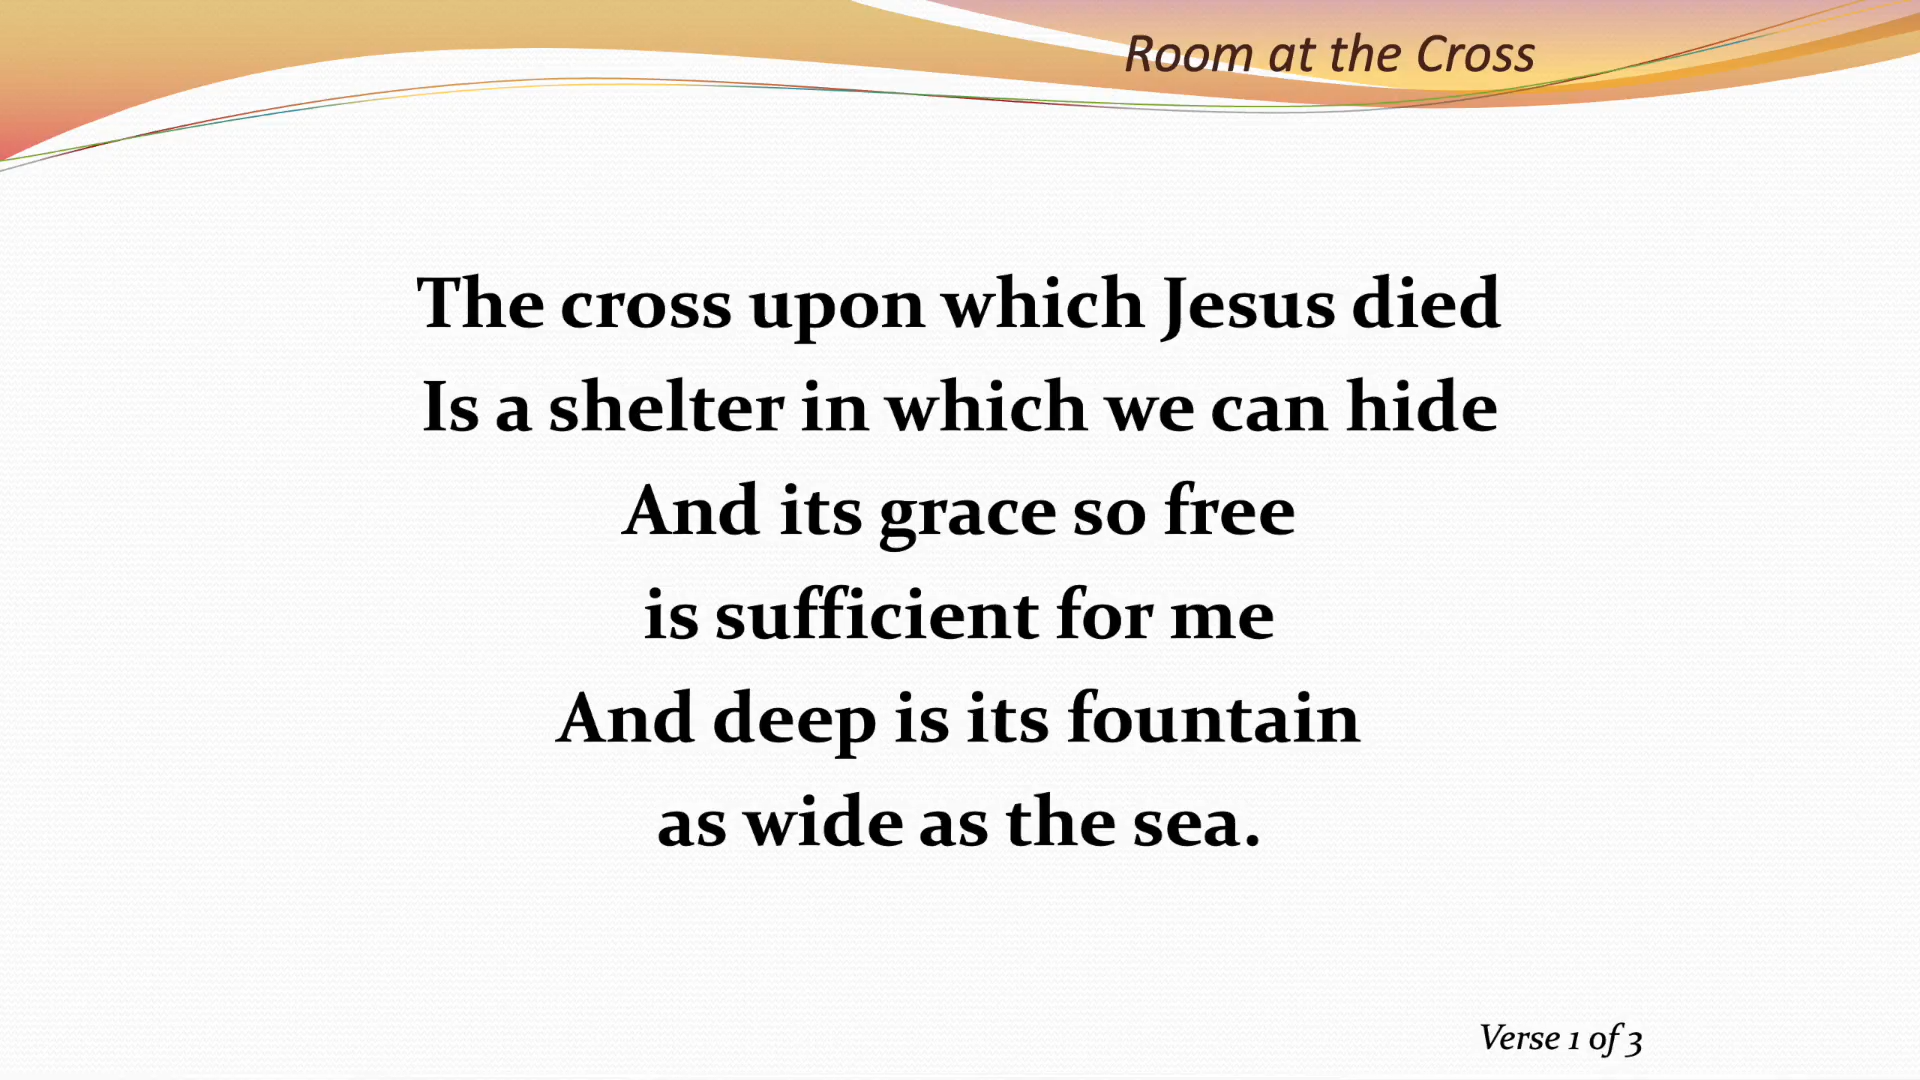 Room at the Cross
The cross upon which Jesus died
Is a shelter in which we can hide
And its grace so free
is sufficient for me
And deep is its fountain
as wide as the sea.
Verse 1 of 3